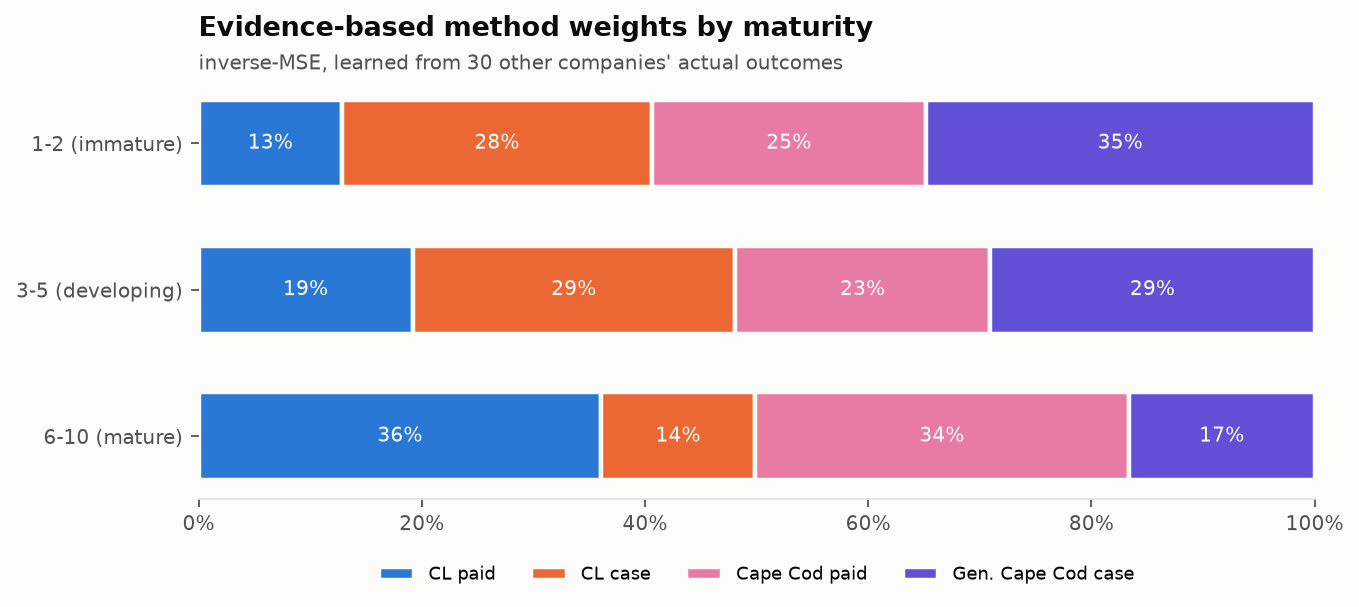 Evidence-based method weights by maturity
inverse-MSE, learned from 30 other companies' actual outcomes
1-2 (immature) 13% 28% 25% 35%
3-5 (developing) 19% 29% 23% 29%
6-10 (mature) 36% 14% 34% 17%
0% 20% 40% 60% 80% 100%
CL paid CL case Cape Cod paid Gen. Cape Cod case